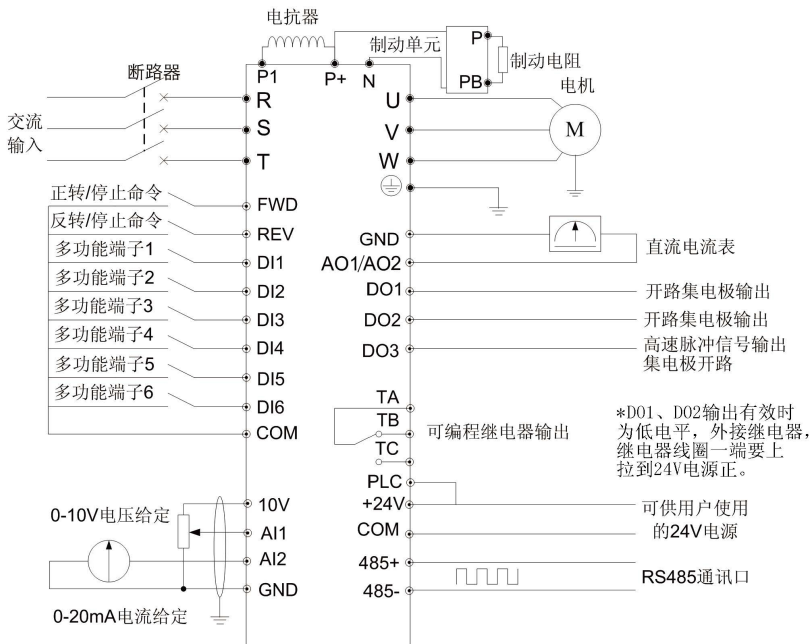 电抗器
制动单元
P
制动电阻
PB
断路器
P1
P+
N
电机
R
U
交流
输入
S
V
M
T
W
正转/停止命令
FWD
反转/停止命令
REV
GND
直流电流表
多功能端子1
DI1
AO1/AO2
多功能端子2
DI2
DO1
开路集电极输出
多功能端子3
DI3
DO2
开路集电极输出
多功能端子4
DI4
DO3
高速脉冲信号输出
集电极开路
多功能端子5
DI5
多功能端子6
DI6
TA
COM
TB
可编程继电器输出
TC
*DO1、DO2输出有效时
为低电平，外接继电器，
继电器线圈一端要上
拉到24V电源正。
PLC
0-10V电压给定
10V
+24V
可供用户使用
的24V电源
AI1
COM
AI2
485+
RS485通讯口
GND
485-
0-20mA电流给定